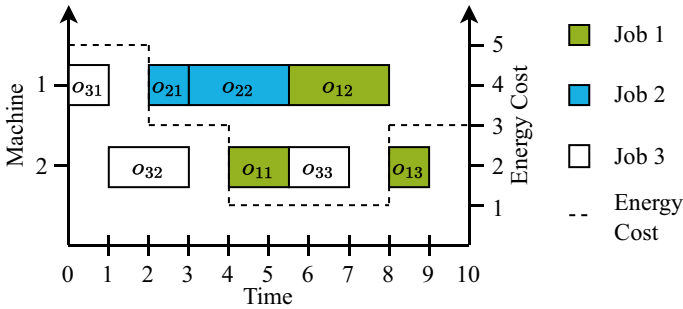 Machine
1
2
o31
o21
o22
o12
o32
o11
o33
o13
5
4
3
2
1
Energy Cost
0 1 2 3 4 5 6 7 8 9 10
Time
Job 1
Job 2
Job 3
Energy
Cost